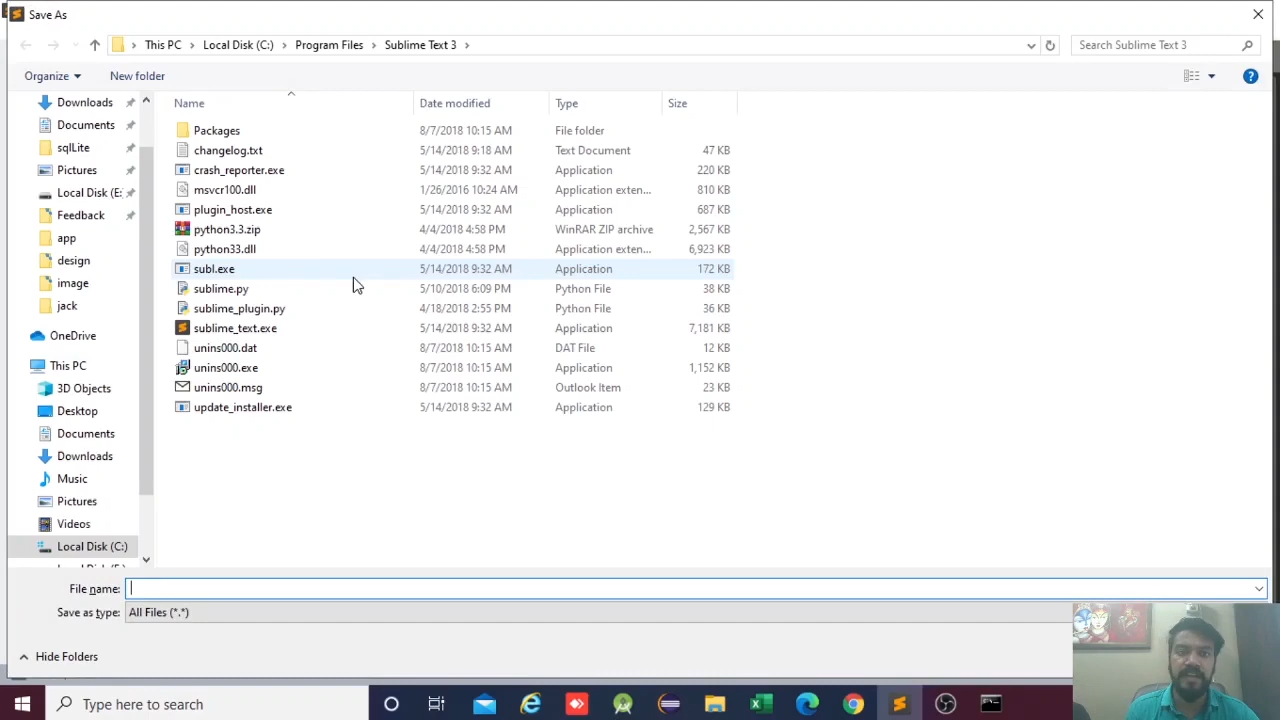 Save As
This PC > Local Disk (C:) > Program Files > Sublime Text 3 >
Search Sublime Text 3
Organize
New folder
Name
Date modified
Type
Size
Downloads
Documents
sqlLite
Pictures
Local Disk (E:
Feedback
app
design
image
jack
OneDrive
This PC
3D Objects
Desktop
Documents
Downloads
Music
Pictures
Videos
Local Disk (C:)
Packages 8/7/2018 10:15 AM File folder
changelog.txt 5/14/2018 9:18 AM Text Document 47 KB
crash_reporter.exe 5/14/2018 9:32 AM Application 220 KB
msvcr100.dll 1/26/2016 10:24 AM Application exten... 810 KB
plugin_host.exe 5/14/2018 9:32 AM Application 687 KB
python3.3.zip 4/4/2018 4:58 PM WinRAR ZIP archive 2,567 KB
python33.dll 4/4/2018 4:58 PM Application exten... 6,923 KB
subl.exe 5/14/2018 9:32 AM Application 172 KB
sublime.py 5/10/2018 6:09 PM Python File 38 KB
sublime_plugin.py 4/18/2018 2:55 PM Python File 36 KB
sublime_text.exe 5/14/2018 9:32 AM Application 7,181 KB
unins000.dat 8/7/2018 10:15 AM DAT File 12 KB
unins000.exe 8/7/2018 10:15 AM Application 1,152 KB
unins000.msg 8/7/2018 10:15 AM Outlook Item 23 KB
update_installer.exe 5/14/2018 9:32 AM Application 129 KB
File name:
Save as type: All Files (*.*)
Hide Folders
Type here to search